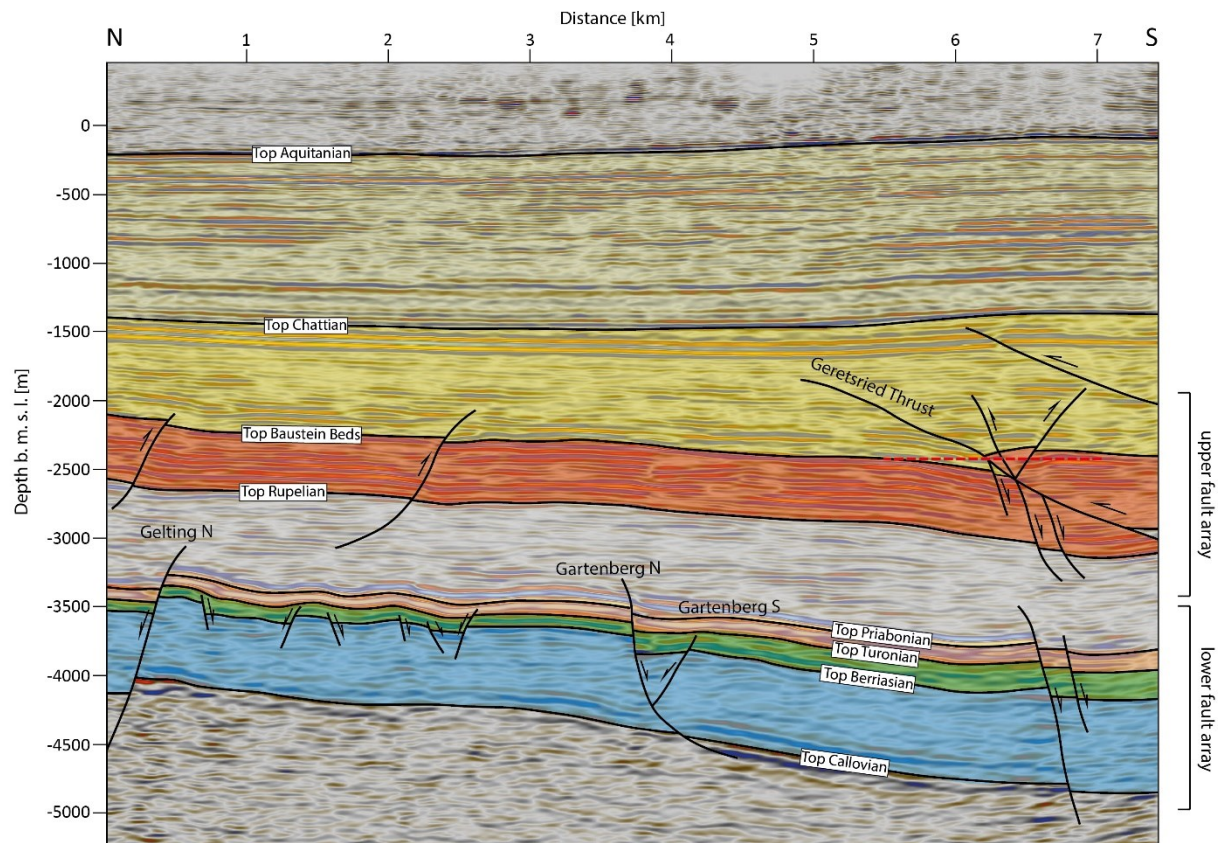 Distance [km]
N 1 2 3 4 5 6 7 S
0
Top Aquitanian
-500
-1000
Top Chattian
-1500
Geretsried Thrust
-2000
Top Baustein Beds
-2500
Top Rupelian
Depth b. m. s. l. [m]
upper fault array
-3000
Gelting N
Gartenberg N
-3500
Gartenberg S
Top Priabonian
Top Turonian
-4000
Top Berriasian
lower fault array
-4500
Top Callovian
-5000